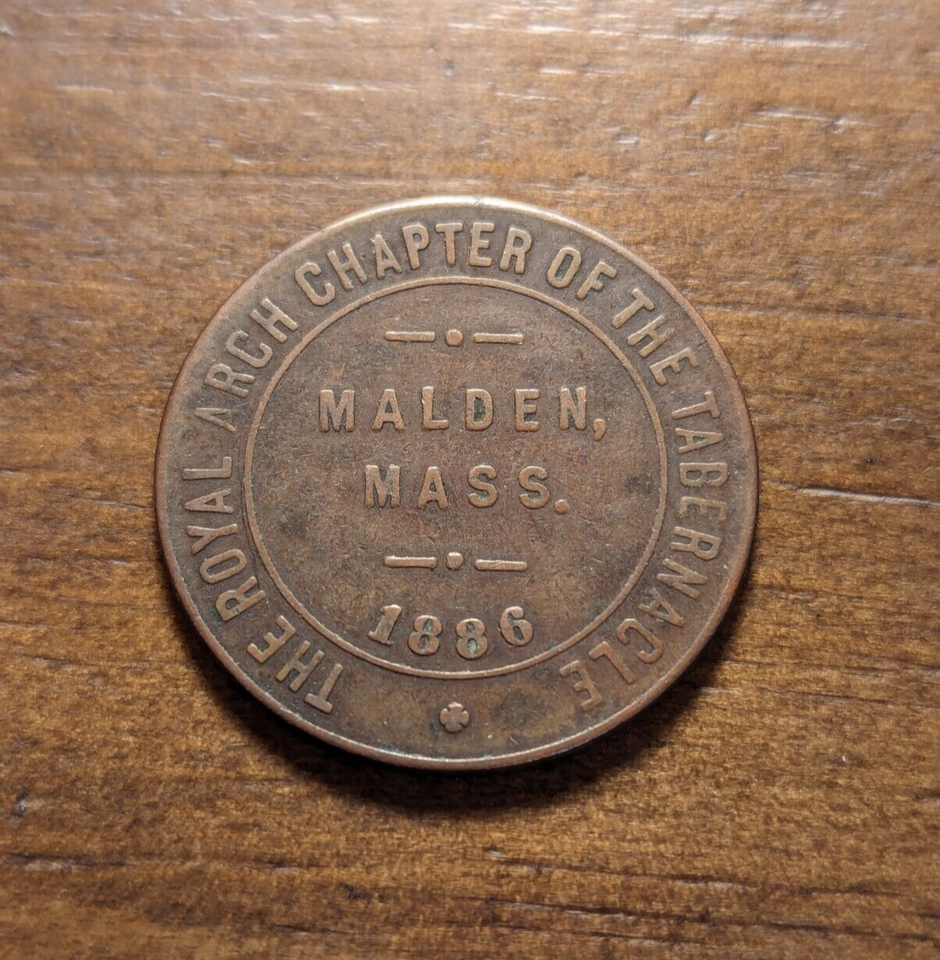 THE ROYAL ARCH CHAPTER OF THE TABERNACLE
MALDEN,
MASS.
1886